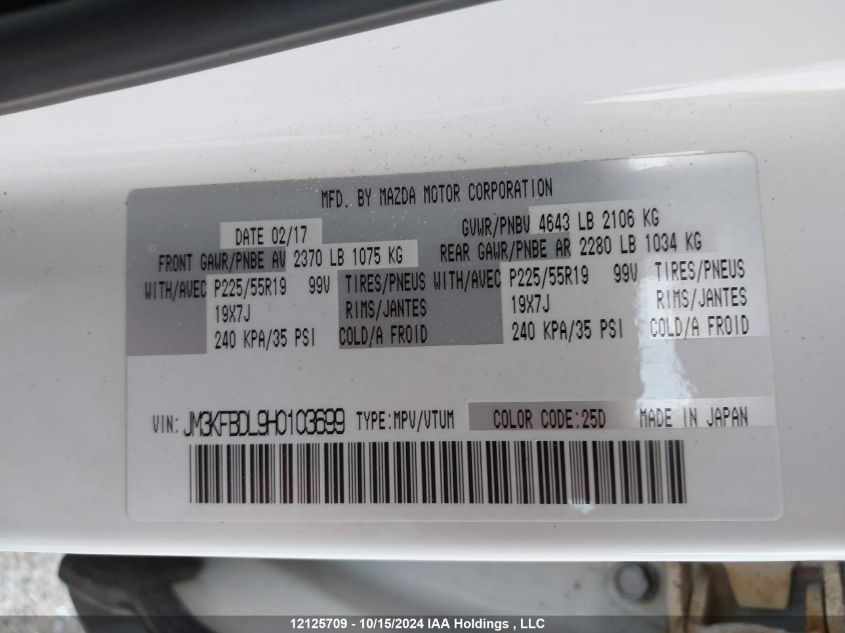 MFD. BY MAZDA MOTOR CORPORATION
DATE 02/17 GVWR/PNBV 4643 LB 2106 KG
FRONT GAWR/PNBE AV 2370 LB 1075 KG REAR GAWR/PNBE AR 2280 LB 1034 KG
WITH/AVEC P225/55R19 99V TIRES/PNEUS WITH/AVEC P225/55R19 99V TIRES/PNEUS
19X7J RIMS/JANTES 19X7J RIMS/JANTES
240 KPA/35 PSI COLD/A FROID 240 KPA/35 PSI COLD/A FROID
VIN: JM3KFBDL9H0103699 TYPE:MPV/VTUM COLOR CODE:25D MADE IN JAPAN
12125709 - 10/15/2024 IAA Holdings , LLC